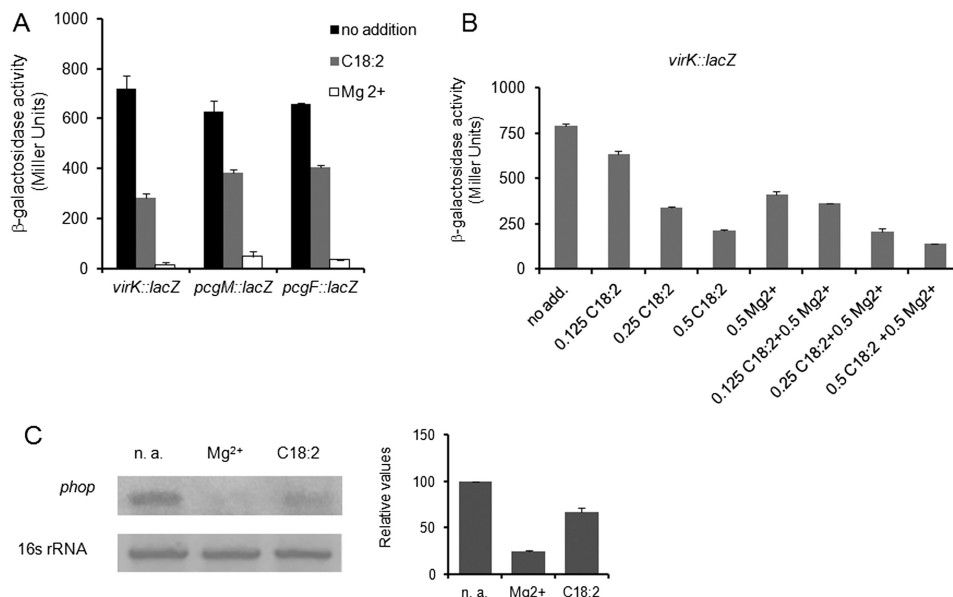 A
β-galactosidase activity
(Miller Units)
1000
800
600
400
200
0
no addition
C18:2
Mg 2+
virK::lacZ pcgM::lacZ pcgF::lacZ
B
virK::lacZ
β-galactosidase activity
(Miller Units)
1000
750
500
250
0
no add.
0.125 C18:2
0.25 C18:2
0.5 C18:2
0.5 Mg2+
0.125 C18:2+0.5 Mg2+
0.25 C18:2+0.5 Mg2+
0.5 C18:2 +0.5 Mg2+
C
n. a. Mg²⁺ C18:2
phop
16s rRNA
Relative values
150
100
50
0
n. a. Mg2+ C18:2